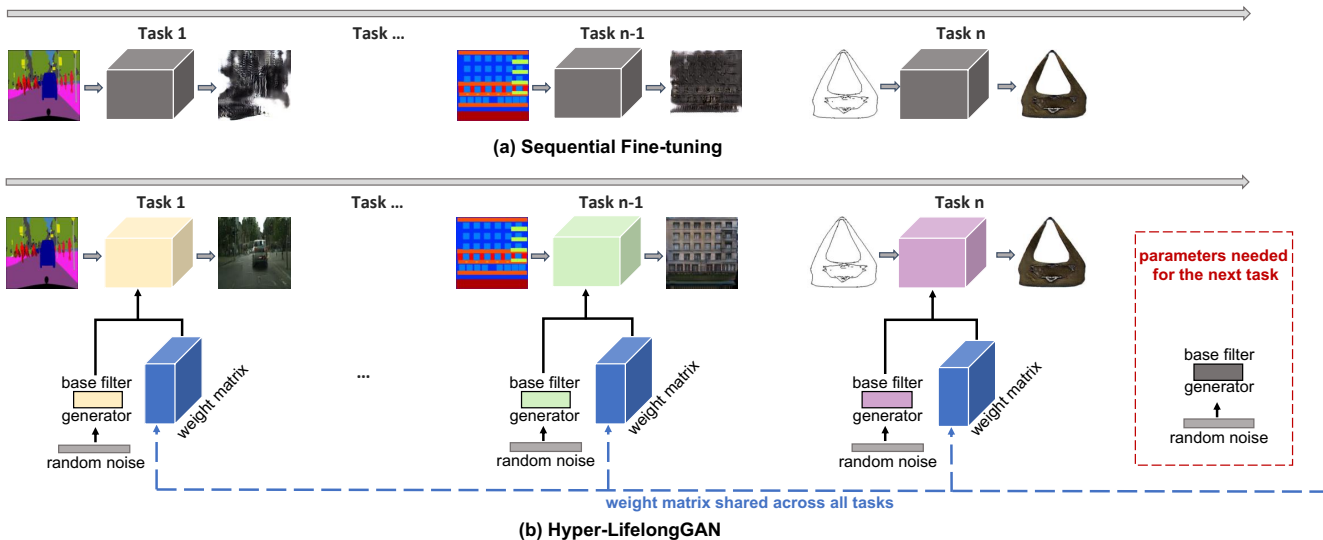 Task 1
Task ...
Task n-1
Task n
(a) Sequential Fine-tuning
Task 1
Task ...
Task n-1
Task n
parameters needed
for the next task
base filter
generator
random noise
weight matrix
...
base filter
generator
random noise
weight matrix
base filter
generator
random noise
weight matrix
base filter
generator
random noise
weight matrix shared across all tasks
(b) Hyper-LifelongGAN